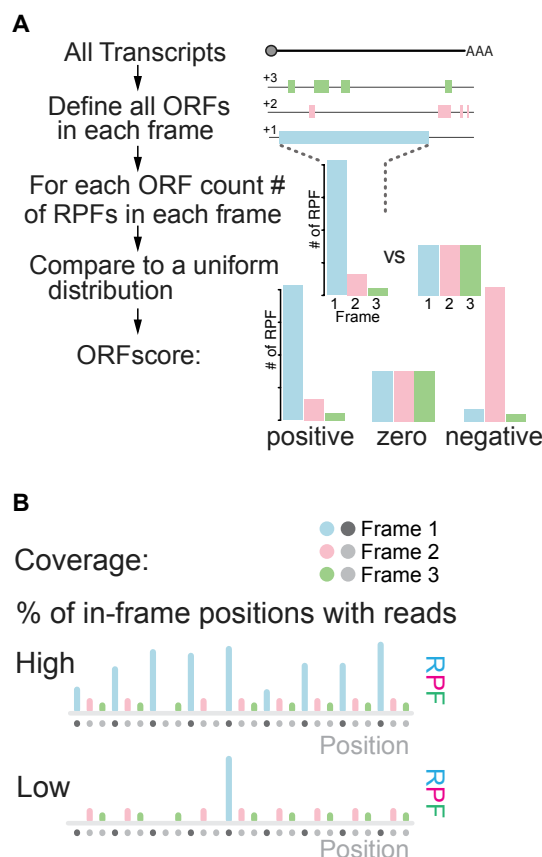 A
All Transcripts
AAA
+3
Define all ORFs
in each frame
+2
+1
For each ORF count #
of RPFs in each frame
# of RPF
vs
1 2 3
Frame
1 2 3
Compare to a uniform
distribution
ORFscore:
# of RPF
positive zero negative
B
Coverage:
Frame 1
Frame 2
Frame 3
% of in-frame positions with reads
High
RPF
Position
Low
RPF
Position